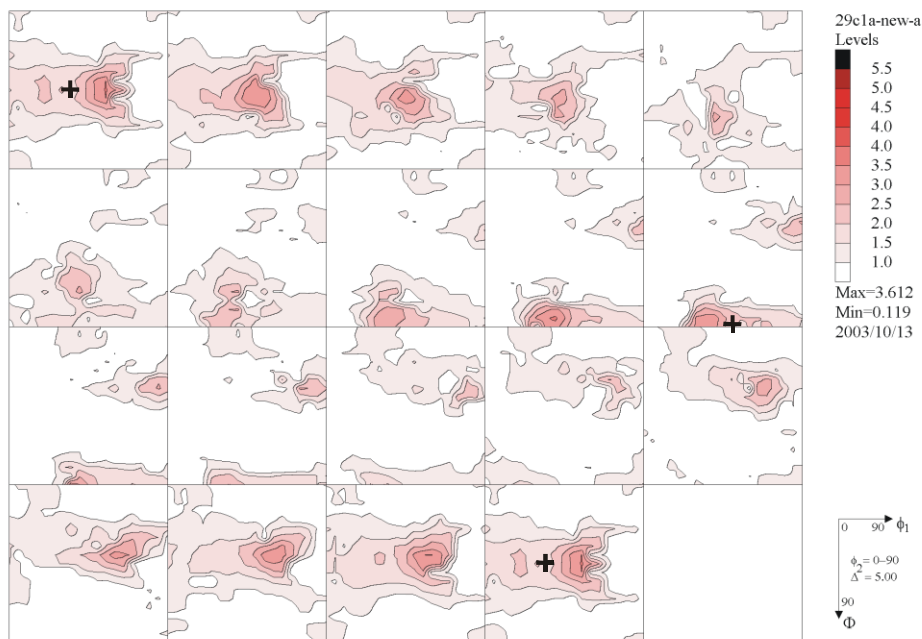 29c1a-new-a
Levels
5.5
5.0
4.5
4.0
3.5
3.0
2.5
2.0
1.5
1.0
Max=3.612
Min=0.119
2003/10/13
0 90 ϕ1
ϕ2= 0–90
Δ = 5.00
90
Φ